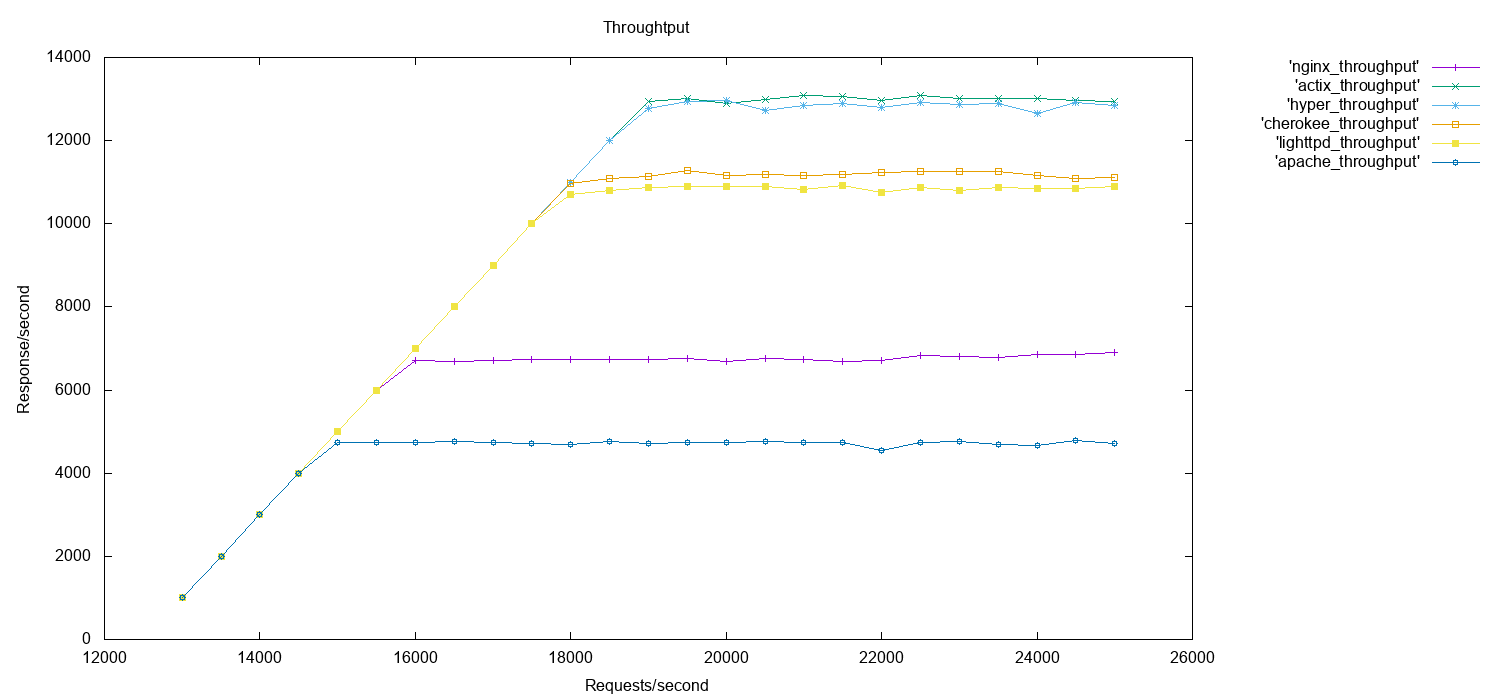 Throughtput
14000
12000
10000
8000
6000
4000
2000
0
12000 14000 16000 18000 20000 22000 24000 26000
Requests/second
Response/second
'nginx_throughput'
'actix_throughput'
'hyper_throughput'
'cherokee_throughput'
'lighttpd_throughput'
'apache_throughput'